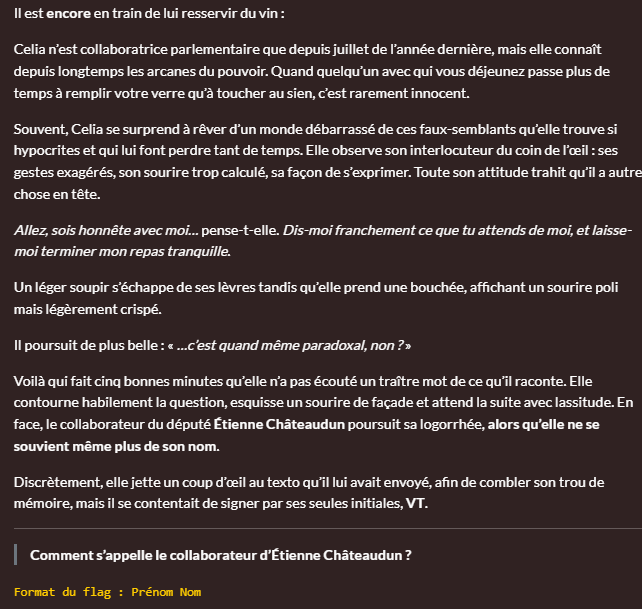 Il est encore en train de lui resservir du vin :
Celia n’est collaboratrice parlementaire que depuis juillet de l’année dernière, mais elle connaît
depuis longtemps les arcanes du pouvoir. Quand quelqu’un avec qui vous déjeunez passe plus de
temps à remplir votre verre qu’à toucher au sien, c’est rarement innocent.
Souvent, Celia se surprend à rêver d’un monde débarrassé de ces faux-semblants qu’elle trouve si
hypocrites et qui lui font perdre tant de temps. Elle observe son interlocuteur du coin de l’œil : ses
gestes exagérés, son sourire trop calculé, sa façon de s’exprimer. Toute son attitude trahit qu’il a autre
chose en tête.
Allez, sois honnête avec moi… pense-t-elle. Dis-moi franchement ce que tu attends de moi, et laisse-
moi terminer mon repas tranquille.
Un léger soupir s’échappe de ses lèvres tandis qu’elle prend une bouchée, affichant un sourire poli
mais légèrement crispé.
Il poursuit de plus belle : « …c’est quand même paradoxal, non ? »
Voilà qui fait cinq bonnes minutes qu’elle n’a pas écouté un traître mot de ce qu’il raconte. Elle
contourne habilement la question, esquisse un sourire de façade et attend la suite avec lassitude. En
face, le collaborateur du député Étienne Châteaudun poursuit sa logorrhée, alors qu’elle ne se
souvient même plus de son nom.
Discrètement, elle jette un coup d’œil au texto qu’il lui avait envoyé, afin de combler son trou de
mémoire, mais il se contentait de signer par ses seules initiales, VT.
Comment s’appelle le collaborateur d’Étienne Châteaudun ?
Format du flag : Prénom Nom